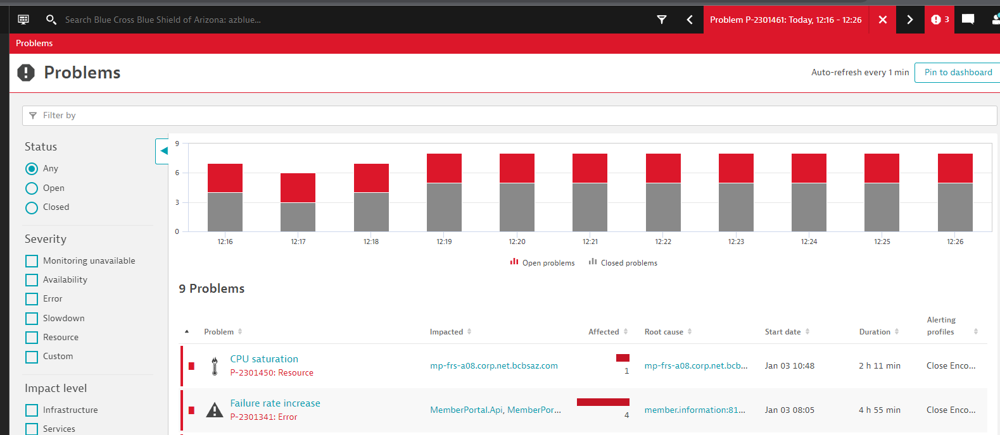 Search Blue Cross Blue Shield of Arizona: azblue...
Problem P-2301461: Today, 12:16 - 12:26
3
Problems
Problems
Auto-refresh every 1 min
Pin to dashboard
Filter by
Status
Any
Open
Closed
Severity
Monitoring unavailable
Availability
Error
Slowdown
Resource
Custom
Impact level
Infrastructure
Services
9
6
3
0
12:16 12:17 12:18 12:19 12:20 12:21 12:22 12:23 12:24 12:25 12:26
Open problems Closed problems
9 Problems
Problem Impacted Affected Root cause Start date Duration Alerting profiles
CPU saturation
P-2301450: Resource
mp-frs-a08.corp.net.bcbsaz.com
1
mp-frs-a08.corp.net.bcb...
Jan 03 10:48
2 h 11 min
Close Enco...
Failure rate increase
P-2301341: Error
MemberPortal.Api, MemberPor...
4
member.information:81...
Jan 03 08:05
4 h 55 min
Close Enco...